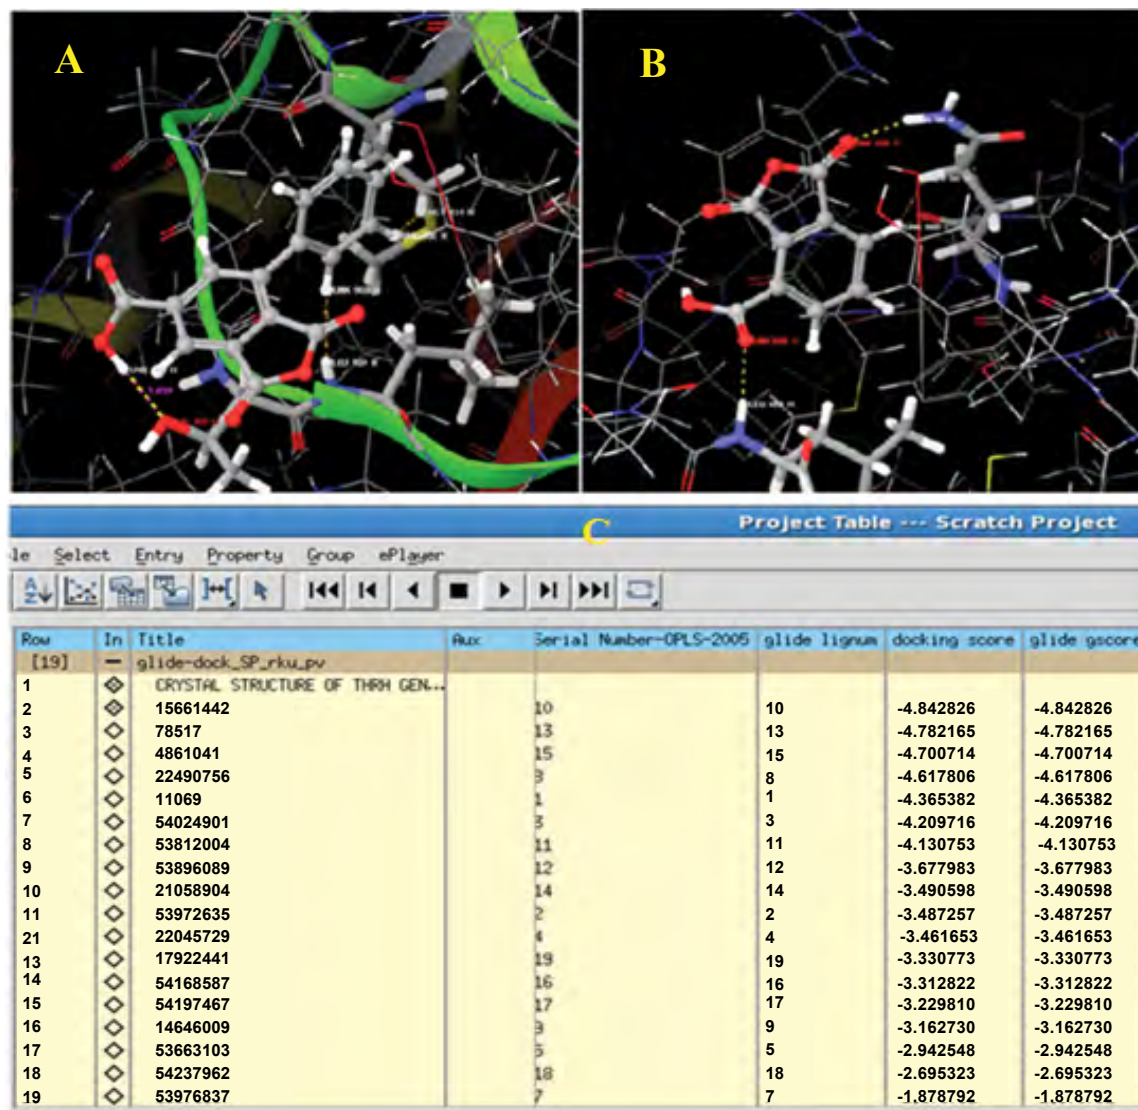 A
B
C
Project Table --- Scratch Project
le Select Entry Property Group ePlayer
Row In Title Aux Serial Number-OPLS-2005 glide lignum docking score glide gscore
[19] glide-dock_SP_rku_pv
1 CRYSTAL STRUCTURE OF THRH GEN...
2 15661442 10 10 -4.842826 -4.842826
3 78517 13 13 -4.782165 -4.782165
4 4861041 15 15 -4.700714 -4.700714
5 22490756 8 -4.617806 -4.617806
6 11069 1 1 -4.365382 -4.365382
7 54024901 3 3 -4.209716 -4.209716
8 53812004 11 11 -4.130753 -4.130753
9 53896089 12 12 -3.677983 -3.677983
10 21058904 14 14 -3.490598 -3.490598
11 53972635 2 2 -3.487257 -3.487257
21 22045729 4 4 -3.461653 -3.461653
13 17922441 19 19 -3.330773 -3.330773
14 54168587 16 16 -3.312822 -3.312822
15 54197467 17 17 -3.229810 -3.229810
16 14646009 9 -3.162730 -3.162730
17 53663103 5 -2.942548 -2.942548
18 54237962 18 18 -2.695323 -2.695323
19 53976837 7 7 -1.878792 -1.878792